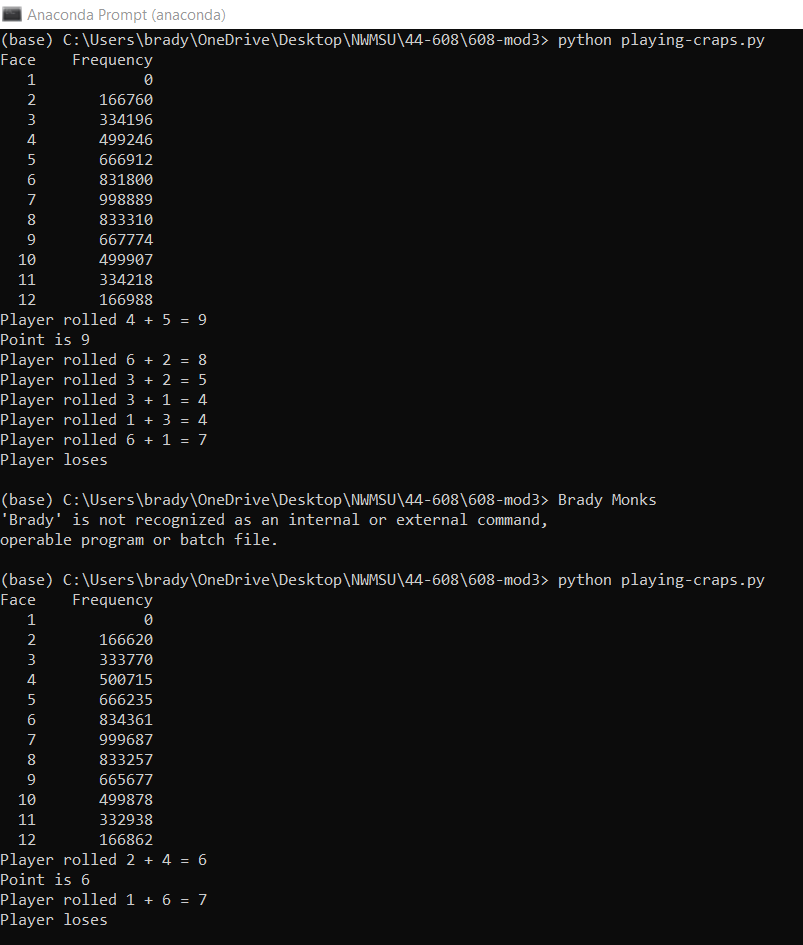 Anaconda Prompt (anaconda)
(base) C:\Users\brady\OneDrive\Desktop\NWMSU\44-608\608-mod3> python playing-craps.py
Face    Frequency
   1            0
   2       166760
   3       334196
   4       499246
   5       666912
   6       831800
   7       998889
   8       833310
   9       667774
  10       499907
  11       334218
  12       166988
Player rolled 4 + 5 = 9
Point is 9
Player rolled 6 + 2 = 8
Player rolled 3 + 2 = 5
Player rolled 3 + 1 = 4
Player rolled 1 + 3 = 4
Player rolled 6 + 1 = 7
Player loses

(base) C:\Users\brady\OneDrive\Desktop\NWMSU\44-608\608-mod3> Brady Monks
'Brady' is not recognized as an internal or external command,
operable program or batch file.

(base) C:\Users\brady\OneDrive\Desktop\NWMSU\44-608\608-mod3> python playing-craps.py
Face    Frequency
   1            0
   2       166620
   3       333770
   4       500715
   5       666235
   6       834361
   7       999687
   8       833257
   9       665677
  10       499878
  11       332938
  12       166862
Player rolled 2 + 4 = 6
Point is 6
Player rolled 1 + 6 = 7
Player loses